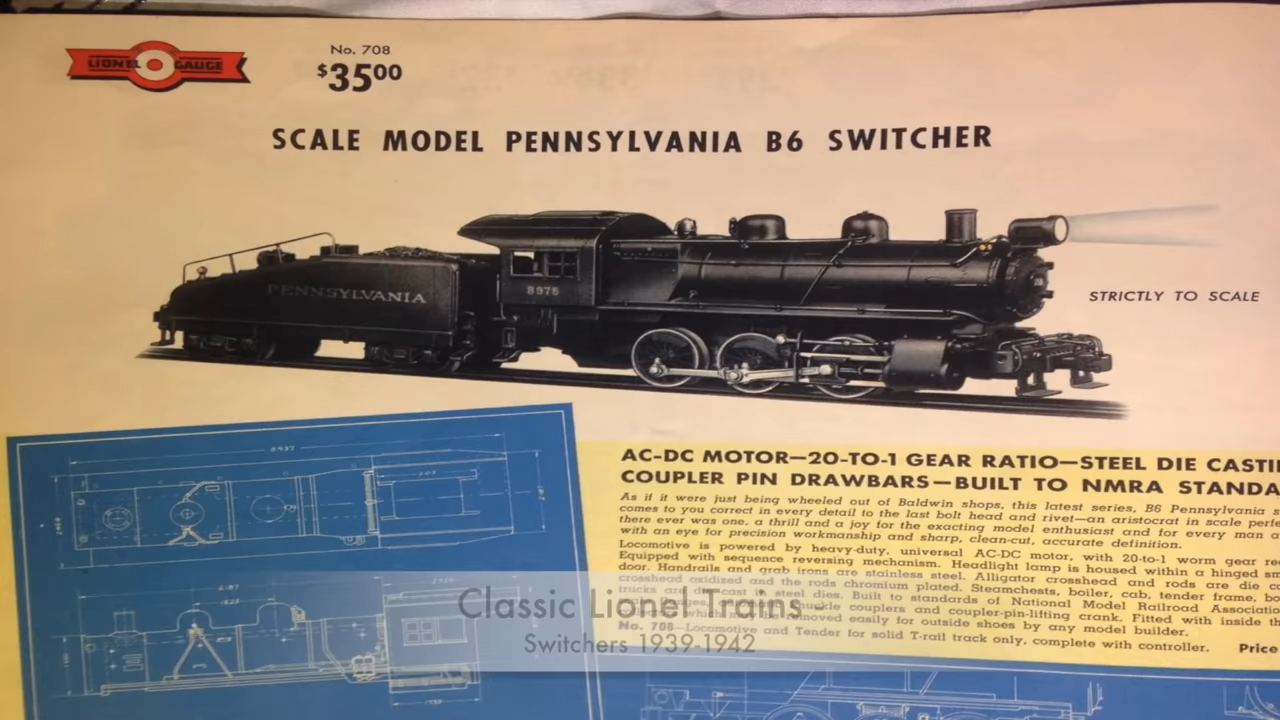 LIONEL O GAUGE
No. 708
$35.00
SCALE MODEL PENNSYLVANIA B6 SWITCHER
PENNSYLVANIA
8976
STRICTLY TO SCALE
AC-DC MOTOR—20-TO-1 GEAR RATIO—STEEL DIE CASTI
COUPLER PIN DRAWBARS—BUILT TO NMRA STANDA
As if it were just being wheeled out of Baldwin shops, this latest series, B6 Pennsylvania s
comes to you correct in every detail to the last bolt head and rivet—an aristocrat in scale perfe
there ever was one, a thrill and a joy for the exacting model enthusiast and for every man a
with an eye for precision workmanship and sharp, clean-cut, accurate definition.
Locomotive is powered by heavy-duty, universal AC-DC motor, with 20-to-1 worm gear re
Equipped with sequence reversing mechanism. Headlight lamp is housed within a hinged sm
door. Handrails and grab irons are stainless steel. Alligator crosshead and rods are die ca
crosshead oxidized and the rods chromium plated. Steamchests, boiler, cab, tender frame, bo
trucks are die cast in steel dies. Built to standards of National Model Railroad Associatio
knuckle couplers and coupler-pin-lifting crank. Fitted with inside th
which may be removed easily for outside shoes by any model builder.
No. 708—Locomotive and Tender for solid T-rail track only, complete with controller. Price
Classic Lionel Trains -
Switchers 1939-1942